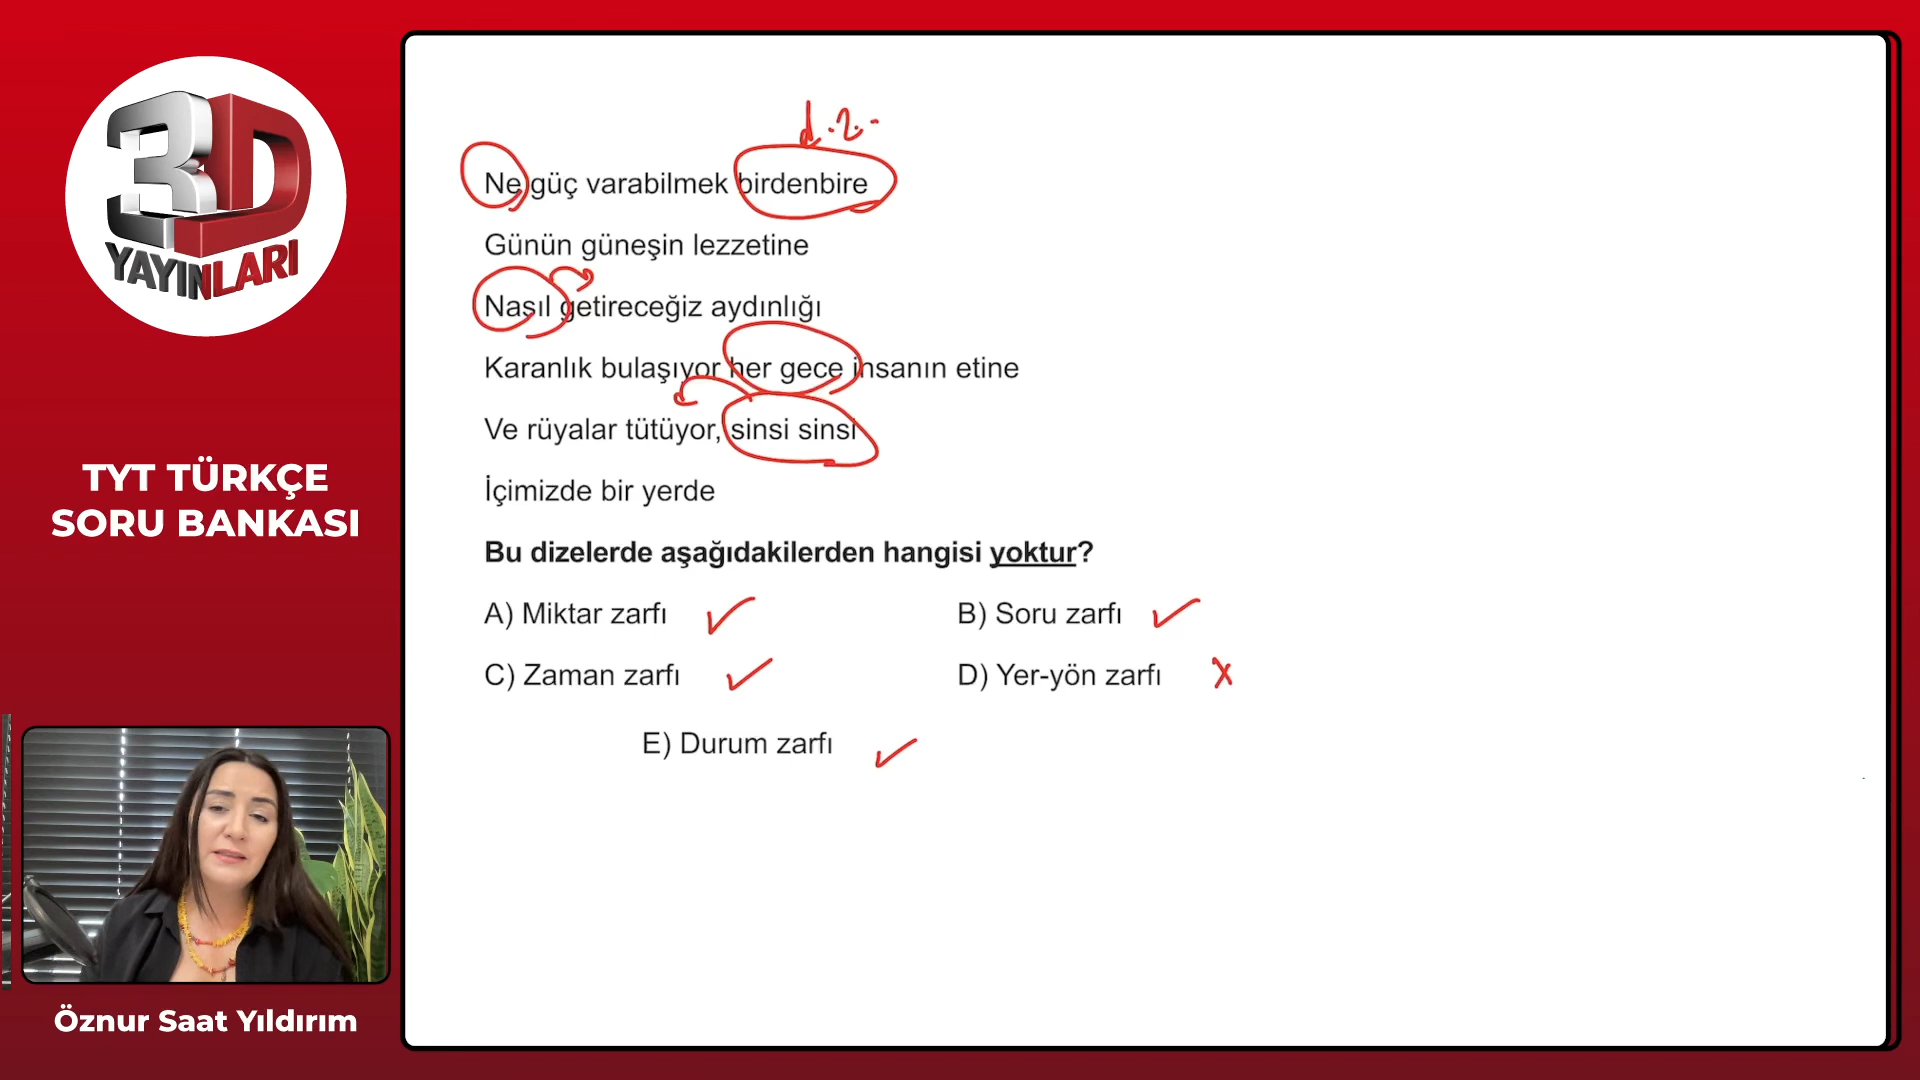 3D
YAYINLARI
TYT TÜRKÇE
SORU BANKASI
Öznur Saat Yıldırım
d.z.
Ne güç varabilmek birdenbire
Günün güneşin lezzetine
Nasıl getireceğiz aydınlığı
Karanlık bulaşıyor her gece insanın etine
Ve rüyalar tütüyor, sinsi sinsi
İçimizde bir yerde
Bu dizelerde aşağıdakilerden hangisi yoktur?
A) Miktar zarfı
B) Soru zarfı
C) Zaman zarfı
D) Yer-yön zarfı
E) Durum zarfı